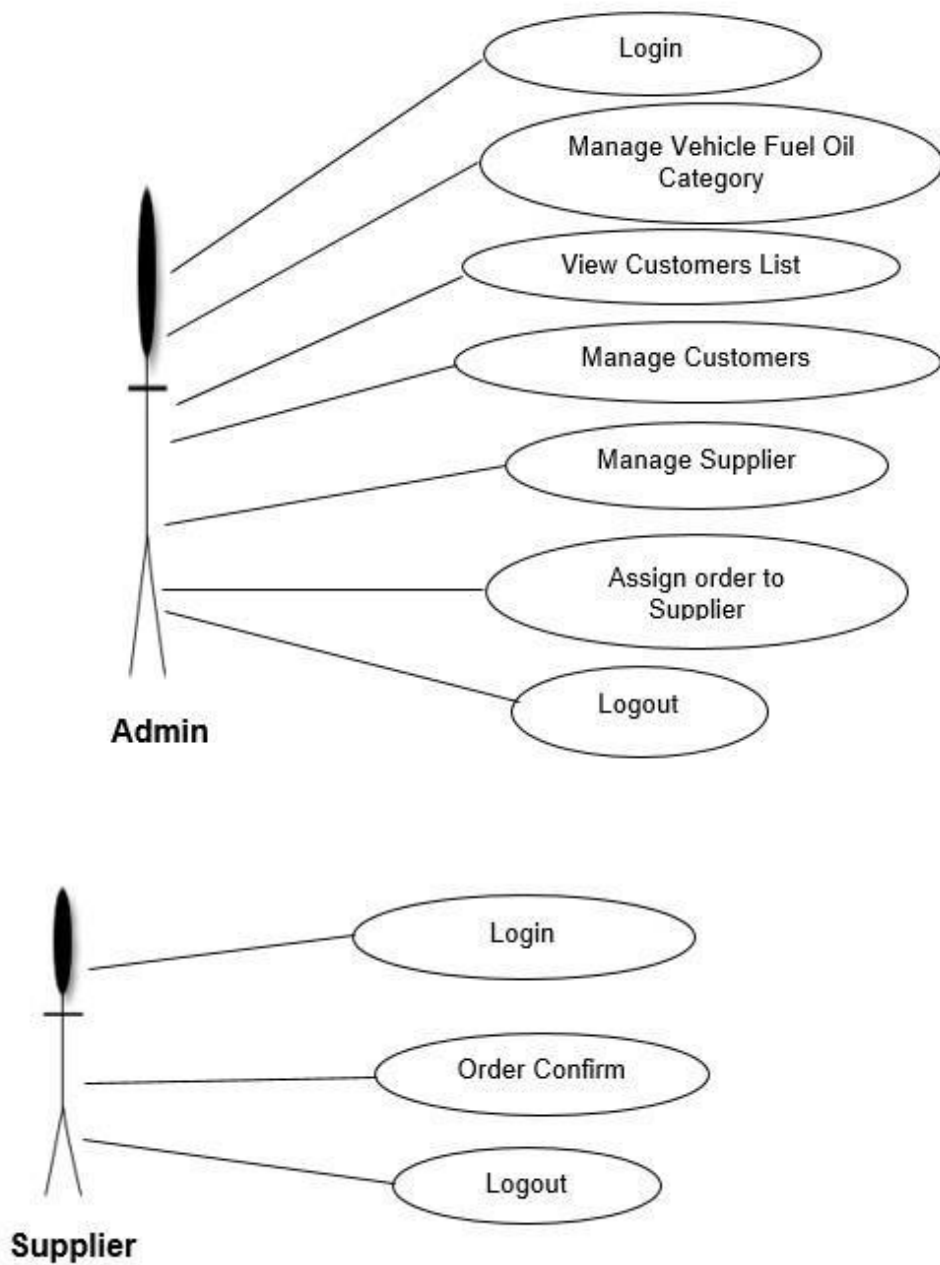 Login
Manage Vehicle Fuel Oil
Category
View Customers List
Manage Customers
Manage Supplier
Assign order to
Supplier
Logout
Admin
Login
Order Confirm
Logout
Supplier